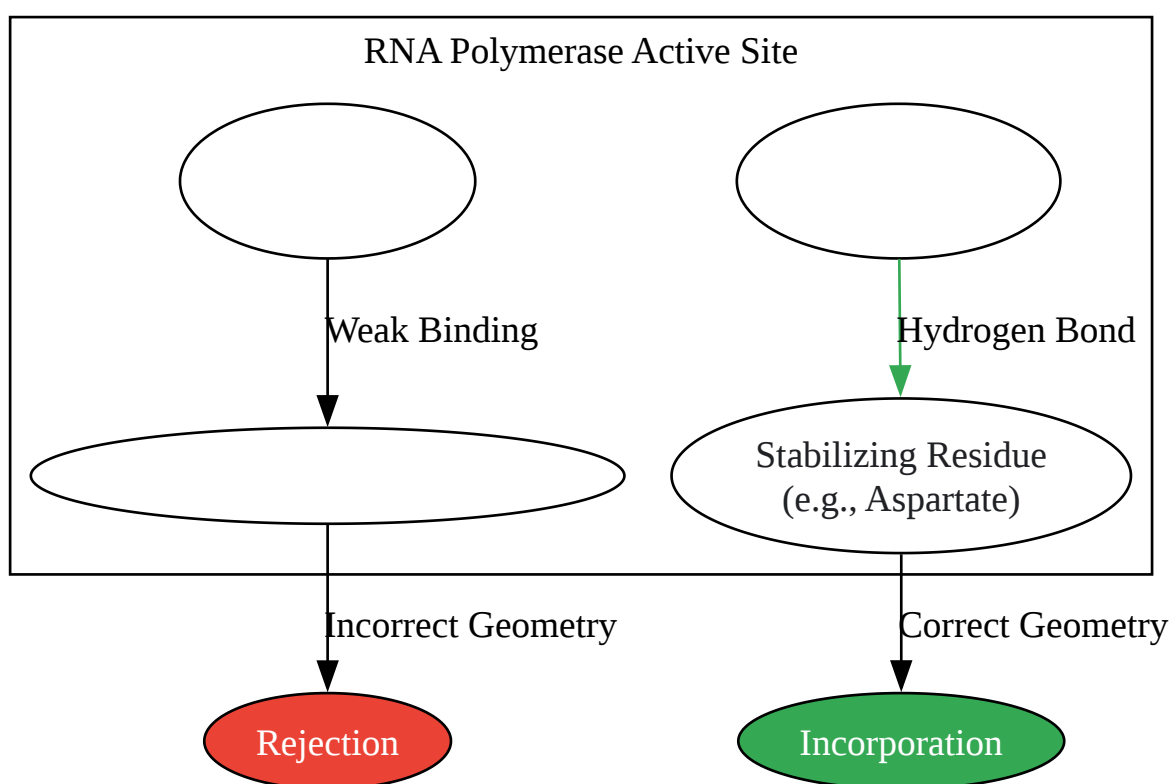 RNA Polymerase Active Site
Weak Binding
Hydrogen Bond
Stabilizing Residue
(e.g., Aspartate)
Incorrect Geometry
Correct Geometry
Rejection
Incorporation